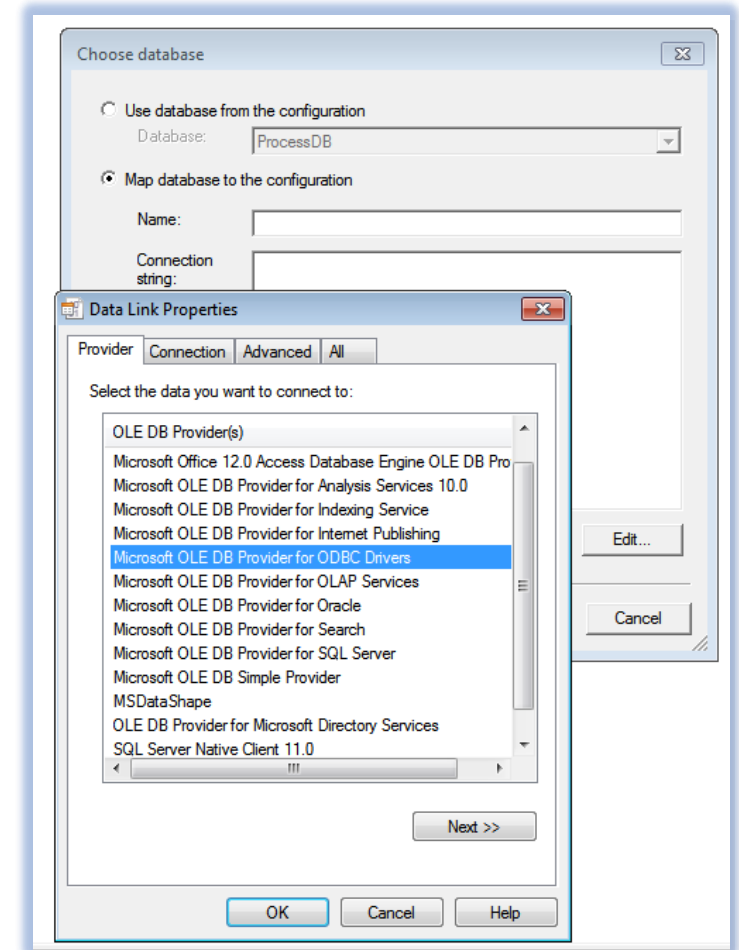 Choose database
Use database from the configuration
Database: ProcessDB
Map database to the configuration
Name:
Connection
string:
Edit...
Cancel
Data Link Properties
Provider Connection Advanced All
Select the data you want to connect to:
OLE DB Provider(s)
Microsoft Office 12.0 Access Database Engine OLE DB Pro
Microsoft OLE DB Provider for Analysis Services 10.0
Microsoft OLE DB Provider for Indexing Service
Microsoft OLE DB Provider for Internet Publishing
Microsoft OLE DB Provider for ODBC Drivers
Microsoft OLE DB Provider for OLAP Services
Microsoft OLE DB Provider for Oracle
Microsoft OLE DB Provider for Search
Microsoft OLE DB Provider for SQL Server
Microsoft OLE DB Simple Provider
MSDataShape
OLE DB Provider for Microsoft Directory Services
SQL Server Native Client 11.0
Next >>
OK Cancel Help